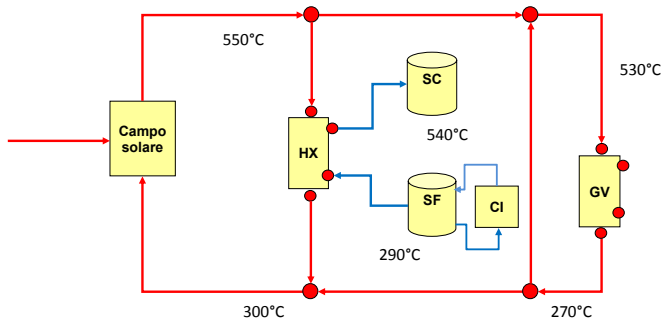 550°C
SC
530°C
540°C
Campo
solare
HX
SF
CI
GV
290°C
300°C
270°C